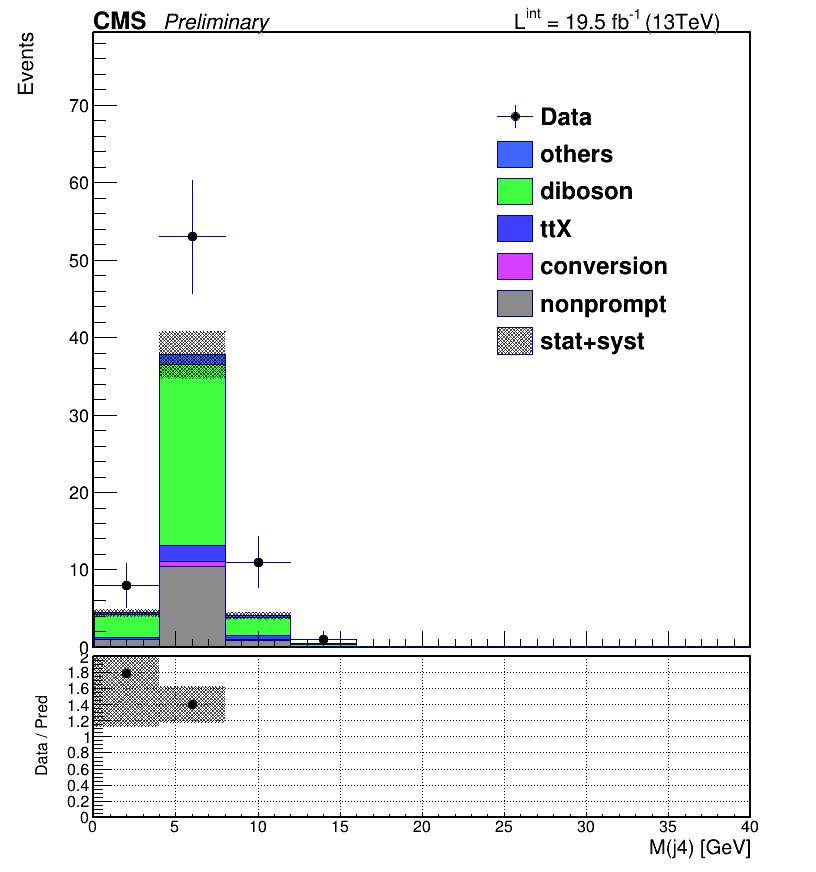 CMS Preliminary L^int = 19.5 fb^-1 (13TeV)
Events
70
60
50
40
30
20
10
0
Data
others
diboson
ttX
conversion
nonprompt
stat+syst
Data / Pred
2
1.8
1.6
1.4
1.2
1
0.8
0.6
0.4
0.2
0
0 5 10 15 20 25 30 35 40
M(j4) [GeV]